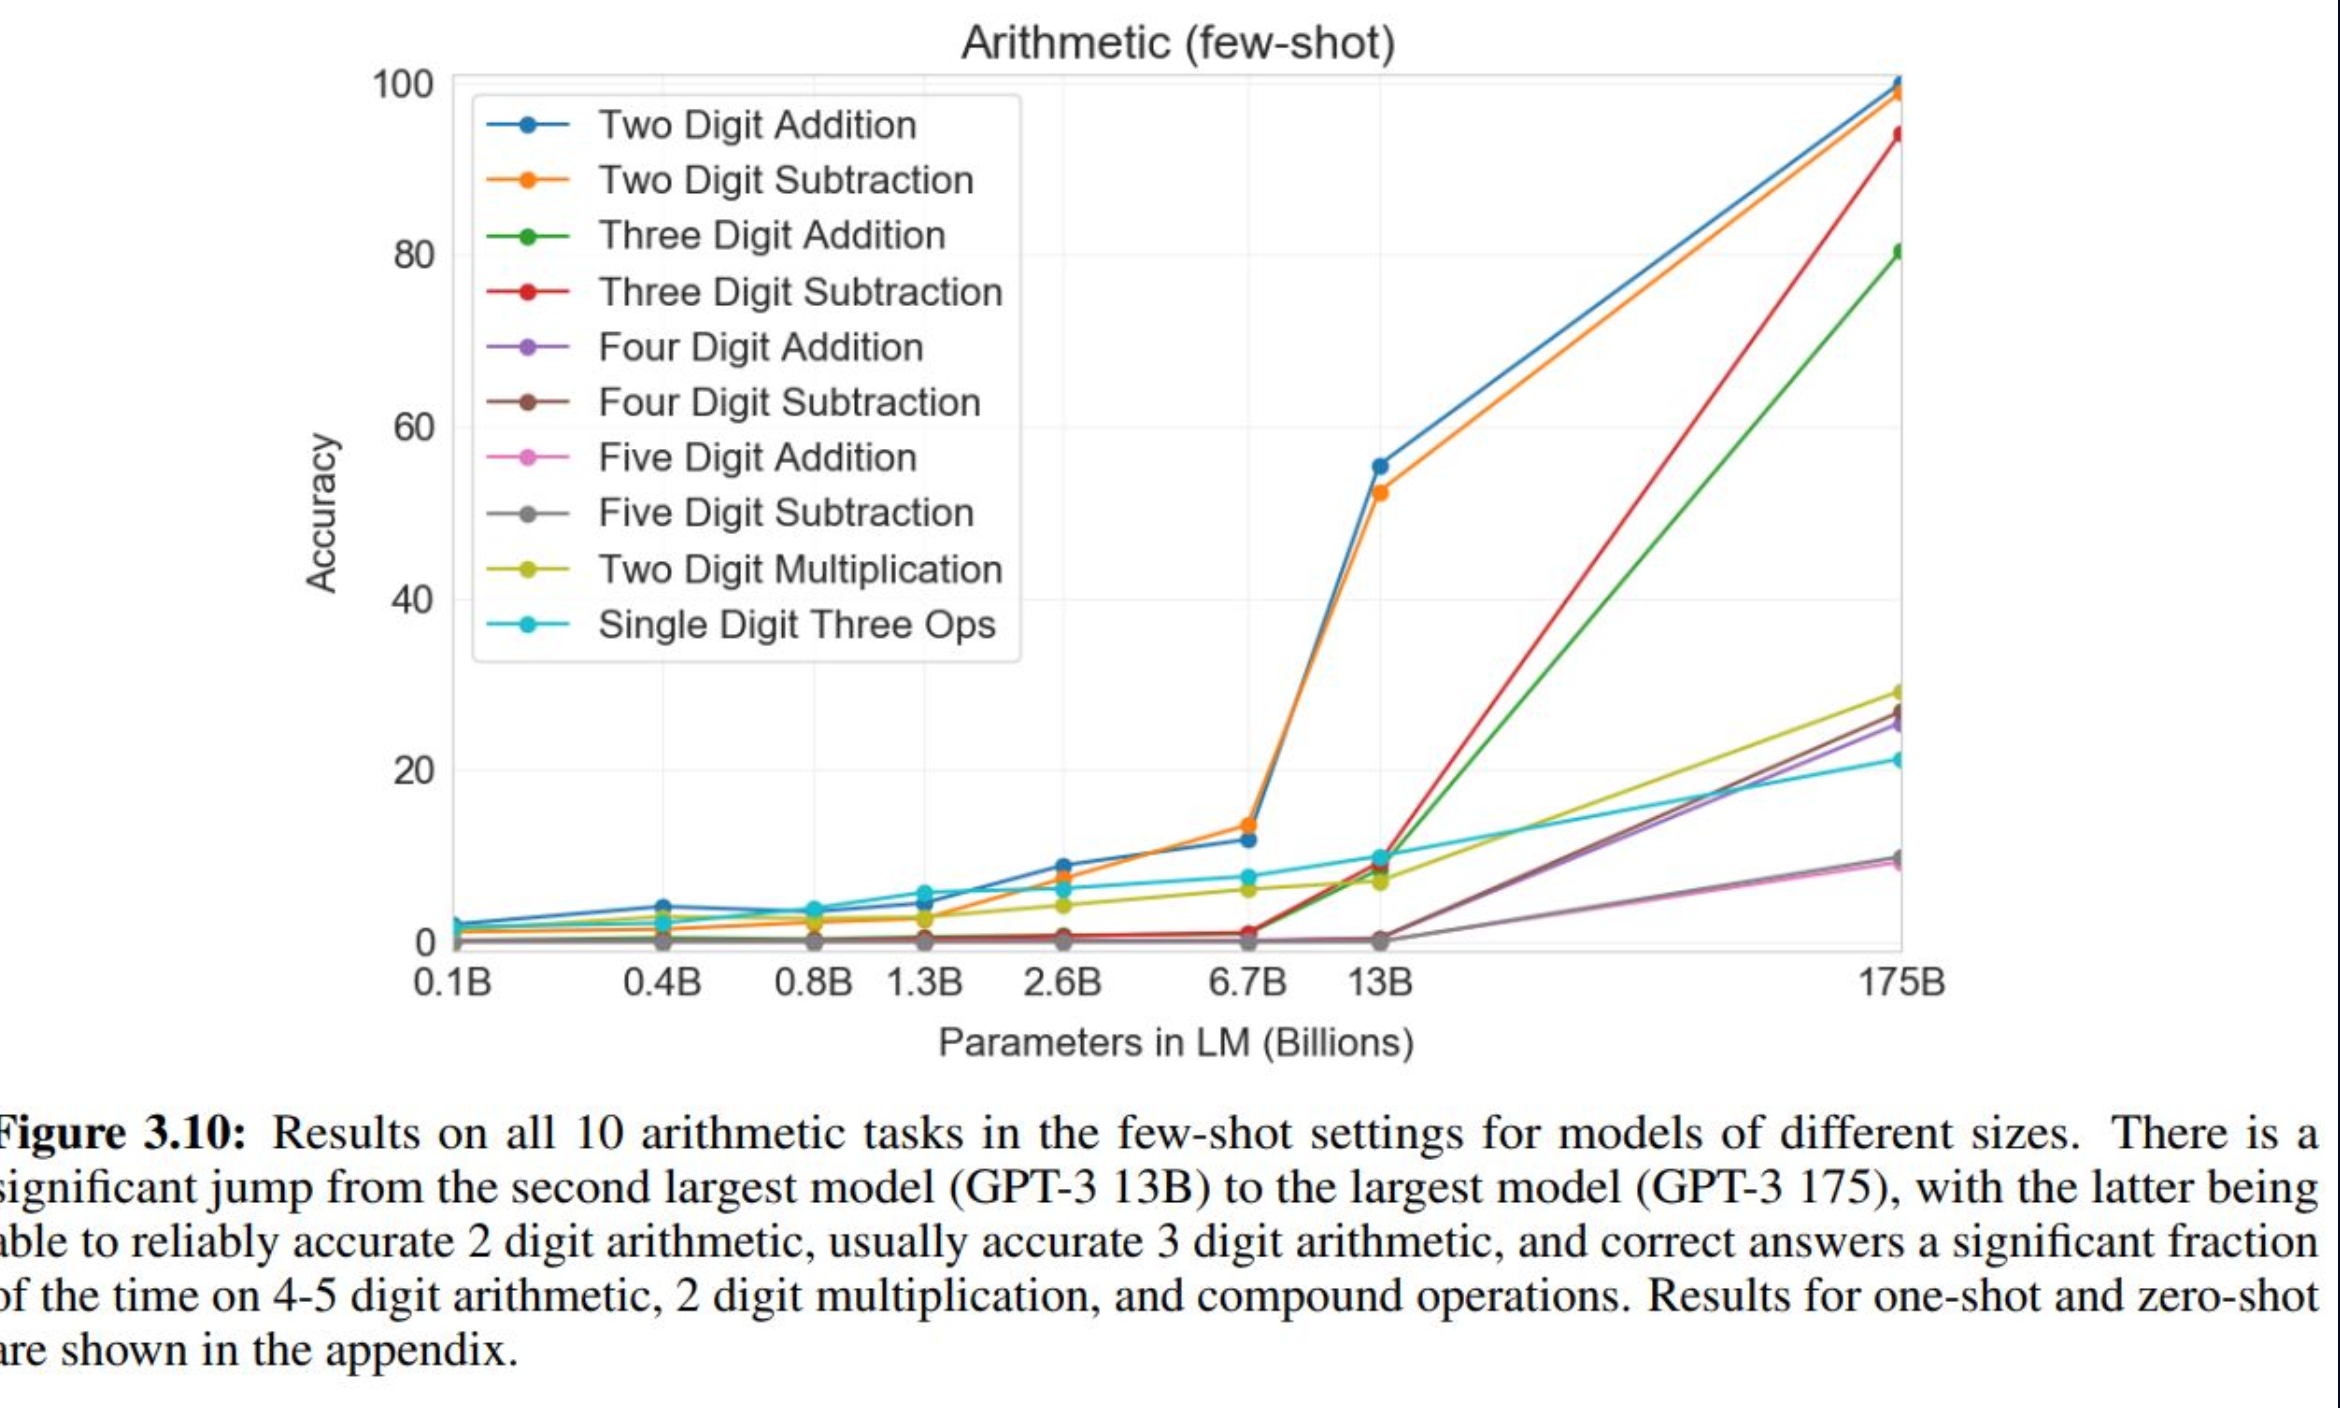 Arithmetic (few-shot)
100
80
60
40
20
0
Accuracy
Two Digit Addition
Two Digit Subtraction
Three Digit Addition
Three Digit Subtraction
Four Digit Addition
Four Digit Subtraction
Five Digit Addition
Five Digit Subtraction
Two Digit Multiplication
Single Digit Three Ops
0.1B 0.4B 0.8B 1.3B 2.6B 6.7B 13B 175B
Parameters in LM (Billions)
Figure 3.10: Results on all 10 arithmetic tasks in the few-shot settings for models of different sizes. There is a
significant jump from the second largest model (GPT-3 13B) to the largest model (GPT-3 175), with the latter being
able to reliably accurate 2 digit arithmetic, usually accurate 3 digit arithmetic, and correct answers a significant fraction
of the time on 4-5 digit arithmetic, 2 digit multiplication, and compound operations. Results for one-shot and zero-shot
are shown in the appendix.